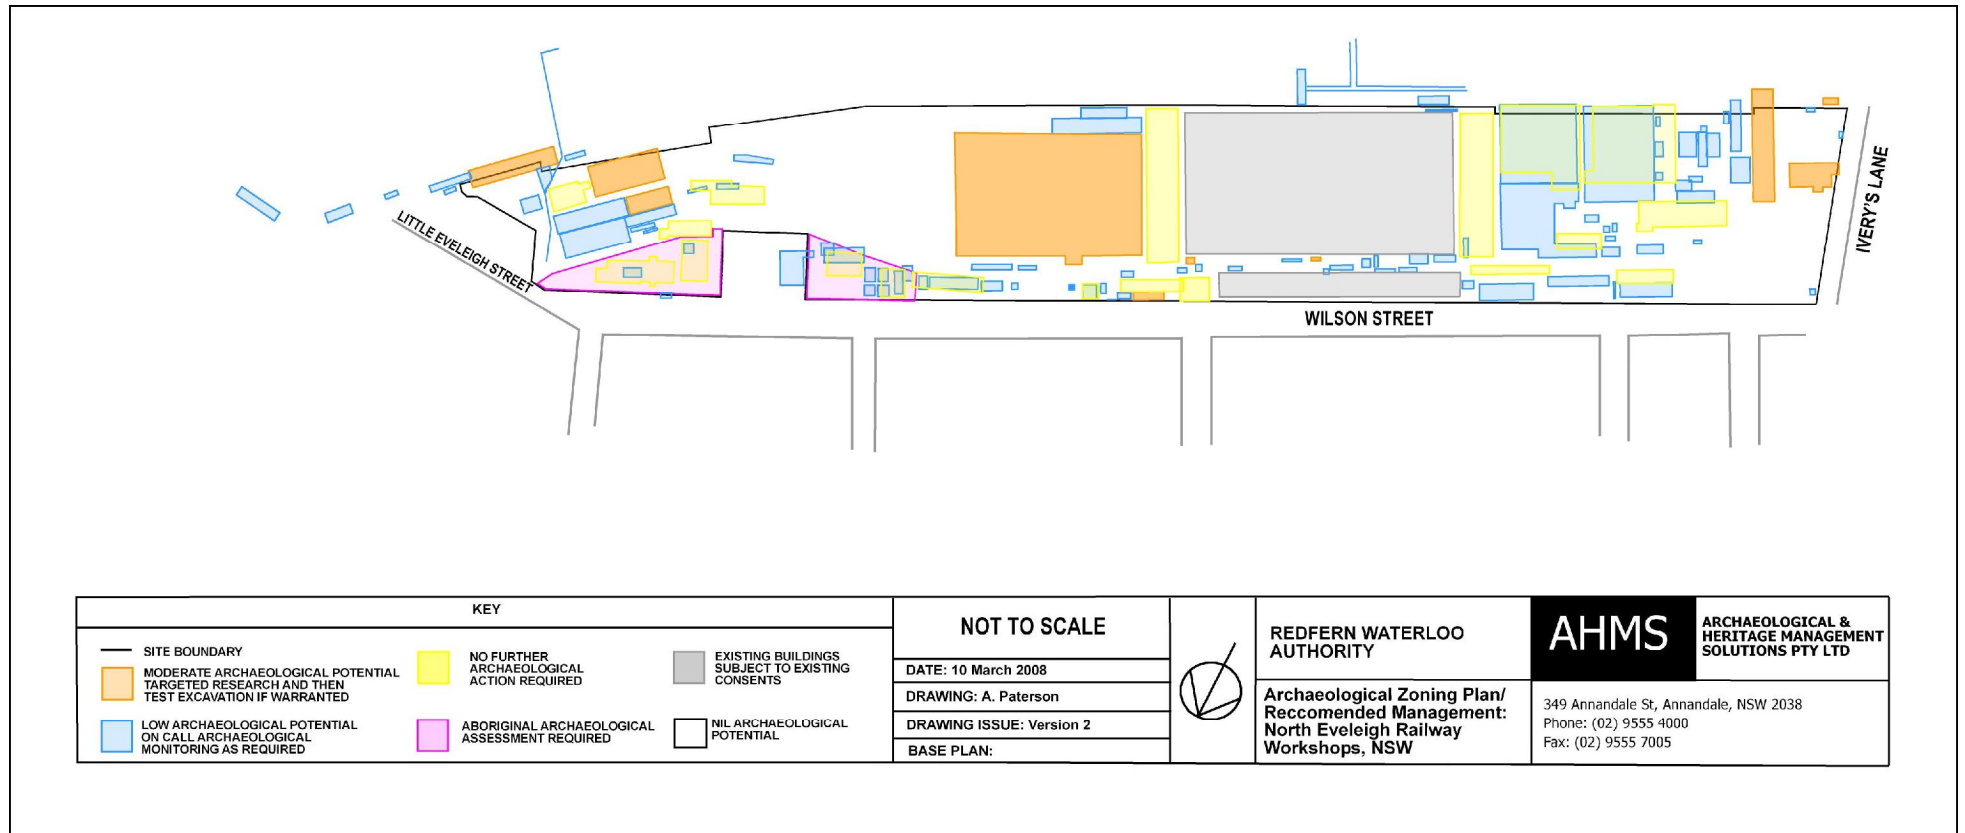 LITTLE EVELEIGH STREET
WILSON STREET
IVERY'S LANE
KEY
SITE BOUNDARY
MODERATE ARCHAEOLOGICAL POTENTIAL
TARGETED RESEARCH AND THEN
TEST EXCAVATION IF WARRANTED
LOW ARCHAEOLOGICAL POTENTIAL
ON CALL ARCHAEOLOGICAL
MONITORING AS REQUIRED
NO FURTHER
ARCHAEOLOGICAL
ACTION REQUIRED
ABORIGINAL ARCHAEOLOGICAL
ASSESSMENT REQUIRED
EXISTING BUILDINGS
SUBJECT TO EXISTING
CONSENTS
NIL ARCHAEOLOGICAL
POTENTIAL
NOT TO SCALE
DATE: 10 March 2008
DRAWING: A. Paterson
DRAWING ISSUE: Version 2
BASE PLAN:
REDFERN WATERLOO
AUTHORITY
Archaeological Zoning Plan/
Reccomended Management:
North Eveleigh Railway
Workshops, NSW
AHMS
ARCHAEOLOGICAL &
HERITAGE MANAGEMENT
SOLUTIONS PTY LTD
349 Annandale St, Annandale, NSW 2038
Phone: (02) 9555 4000
Fax: (02) 9555 7005